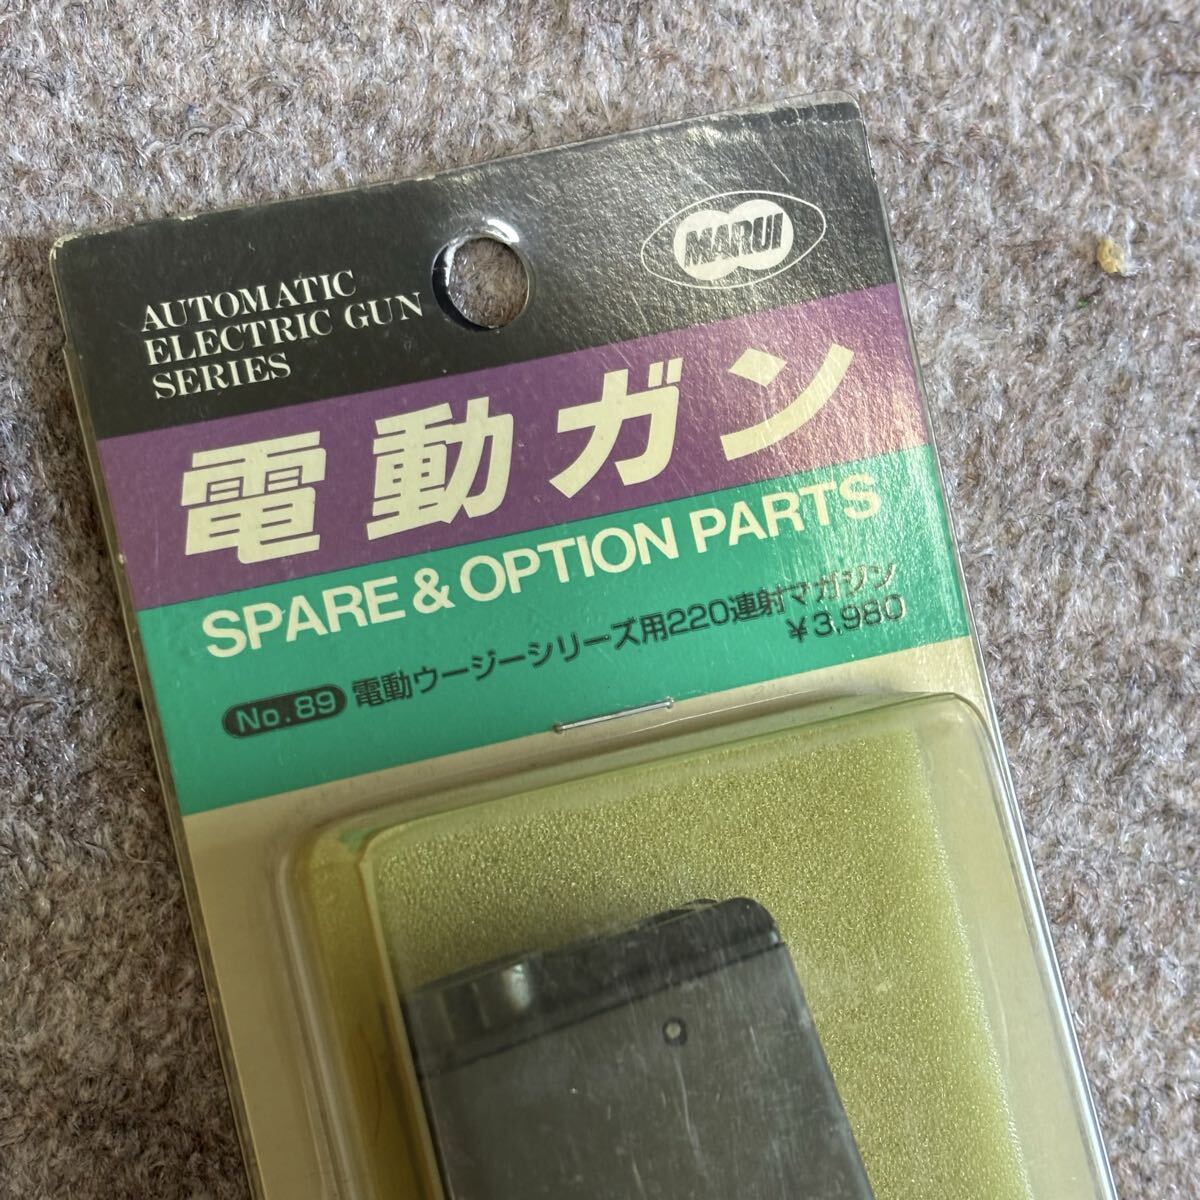 AUTOMATIC
ELECTRIC GUN
SERIES
MARUI
電動ガン
SPARE & OPTION PARTS
No.89 電動ウージーシリーズ用220連射マガジン
¥3,980